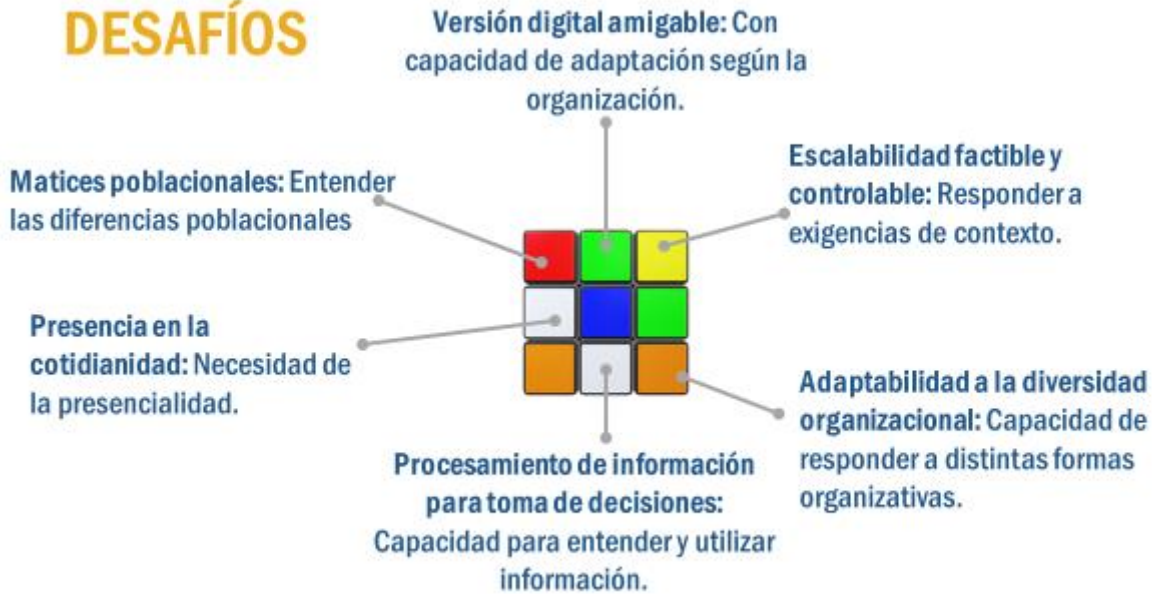 DESAFÍOS
Versión digital amigable: Con
capacidad de adaptación según la
organización.
Matices poblacionales: Entender
las diferencias poblacionales
Escalabilidad factible y
controlable: Responder a
exigencias de contexto.
Presencia en la
cotidianidad: Necesidad de
la presencialidad.
Adaptabilidad a la diversidad
organizacional: Capacidad de
responder a distintas formas
organizativas.
Procesamiento de información
para toma de decisiones:
Capacidad para entender y utilizar
información.